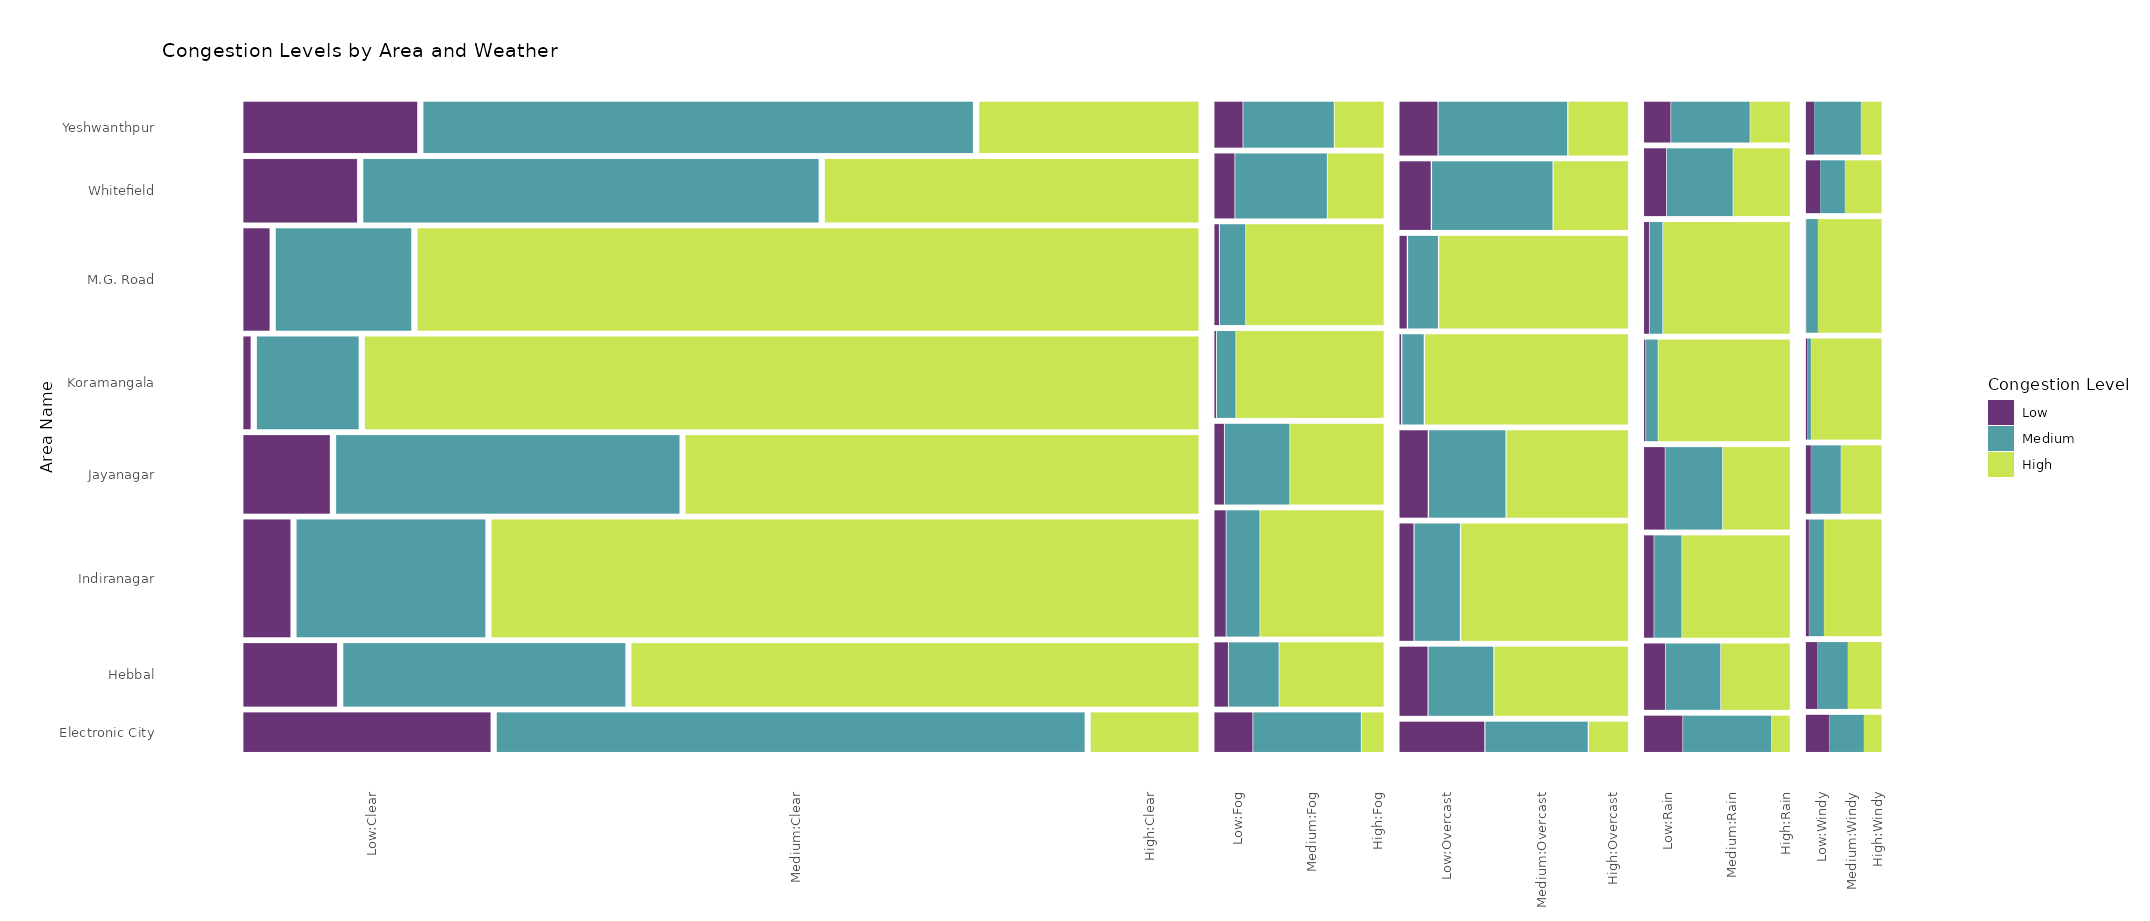 Congestion Levels by Area and Weather
Area Name
Yeshwanthpur
Whitefield
M.G. Road
Koramangala
Jayanagar
Indiranagar
Hebbal
Electronic City
Low:Clear
Medium:Clear
High:Clear
Low:Fog
Medium:Fog
High:Fog
Low:Overcast
Medium:Overcast
High:Overcast
Low:Rain
Medium:Rain
High:Rain
Low:Windy
Medium:Windy
High:Windy
Congestion Level
Low
Medium
High